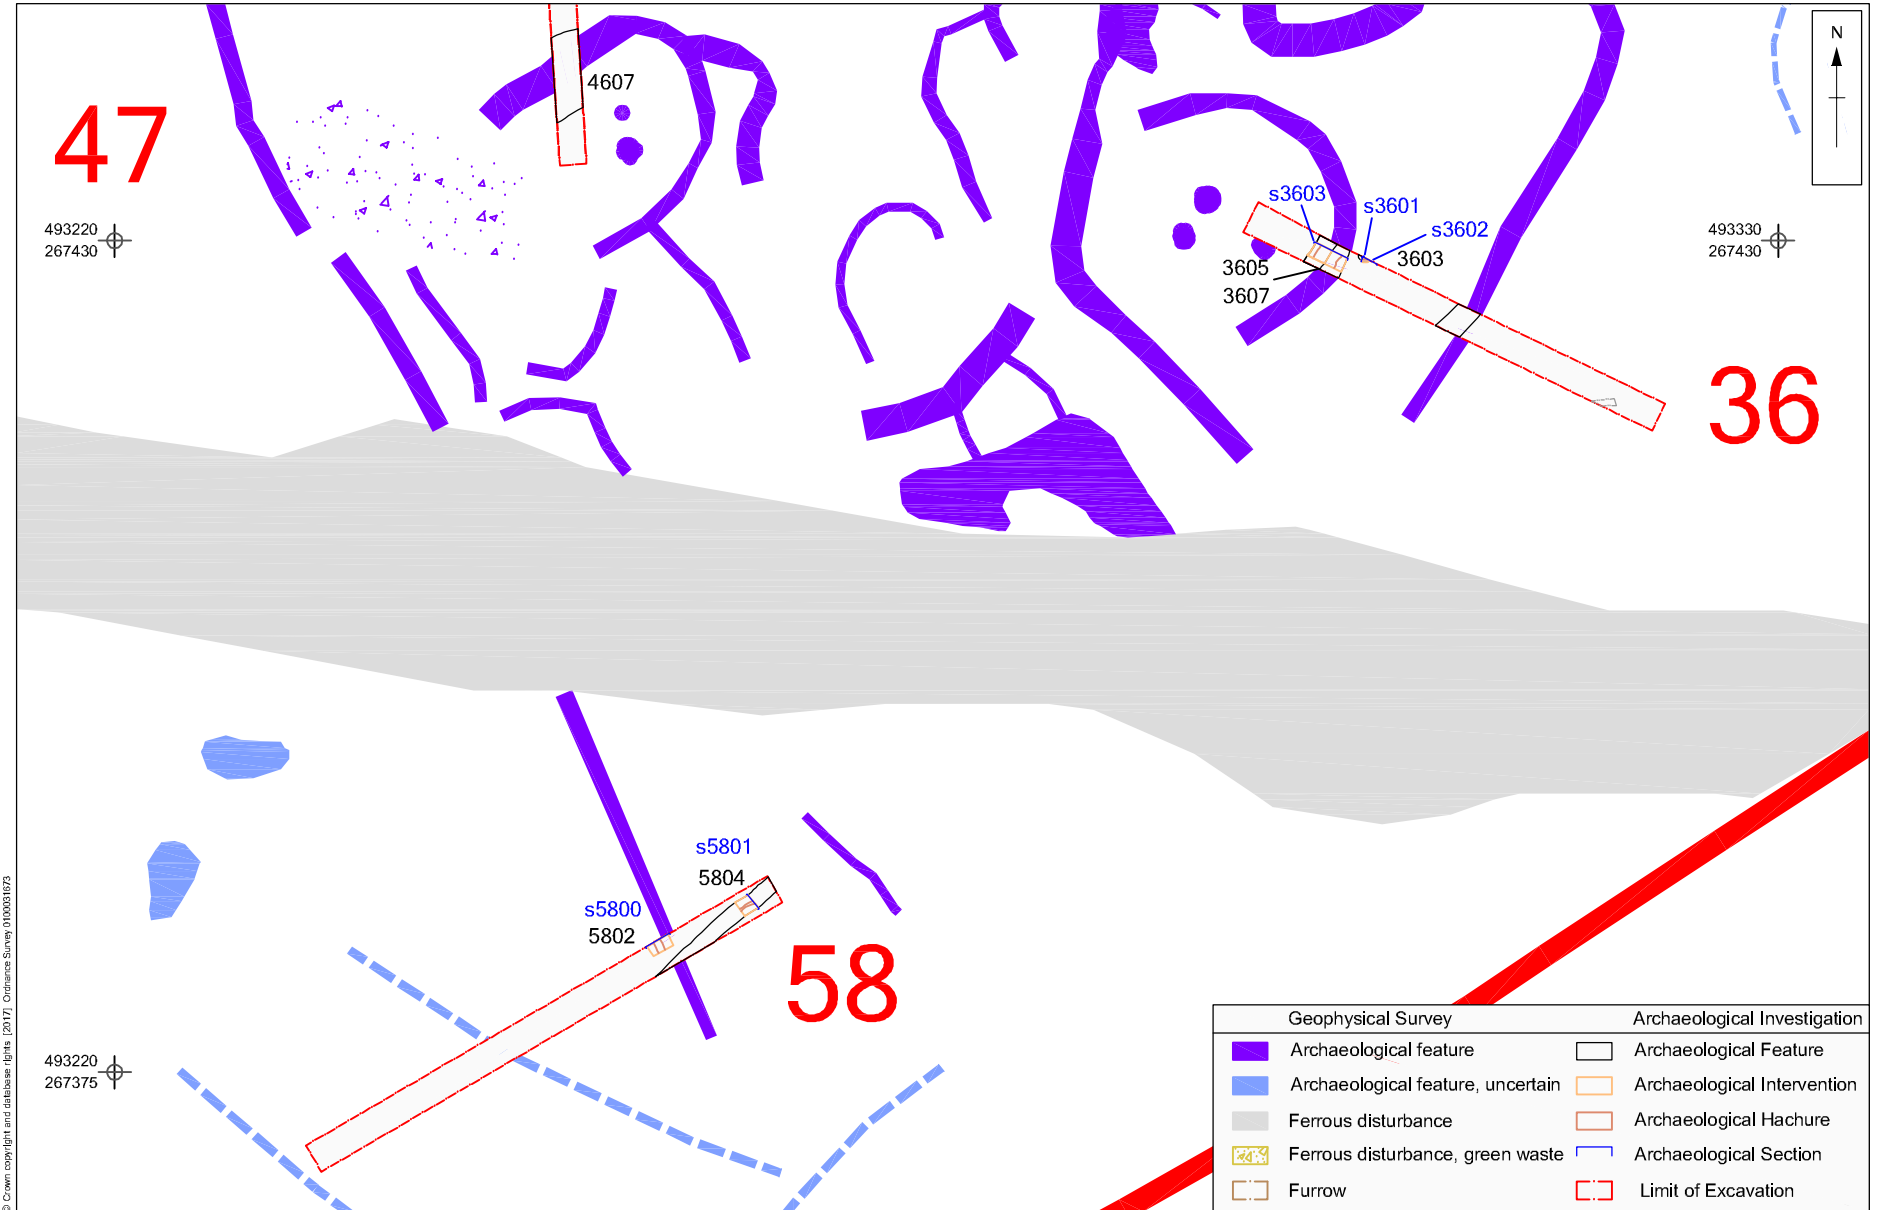 N
47
4607
493220
267430
s3603
s3601
s3602
3603
3605
3607
493330
267430
36
s5801
5804
s5800
5802
58
493220
267375
Geophysical Survey
Archaeological feature
Archaeological feature, uncertain
Ferrous disturbance
Ferrous disturbance, green waste
Furrow
Archaeological Investigation
Archaeological Feature
Archaeological Intervention
Archaeological Hachure
Archaeological Section
Limit of Excavation
© Crown copyright and database rights [2017] Ordnance Survey 0100031673